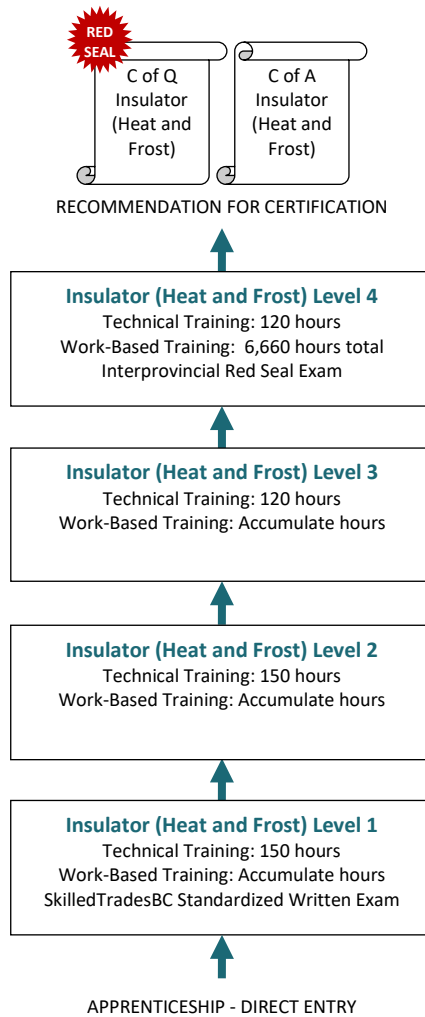 RED
SEAL
C of Q
Insulator
(Heat and
Frost)
C of A
Insulator
(Heat and
Frost)
RECOMMENDATION FOR CERTIFICATION
Insulator (Heat and Frost) Level 4
Technical Training: 120 hours
Work-Based Training:  6,660 hours total
Interprovincial Red Seal Exam
Insulator (Heat and Frost) Level 3
Technical Training: 120 hours
Work-Based Training: Accumulate hours
Insulator (Heat and Frost) Level 2
Technical Training: 150 hours
Work-Based Training: Accumulate hours
Insulator (Heat and Frost) Level 1
Technical Training: 150 hours
Work-Based Training: Accumulate hours
SkilledTradesBC Standardized Written Exam
APPRENTICESHIP - DIRECT ENTRY